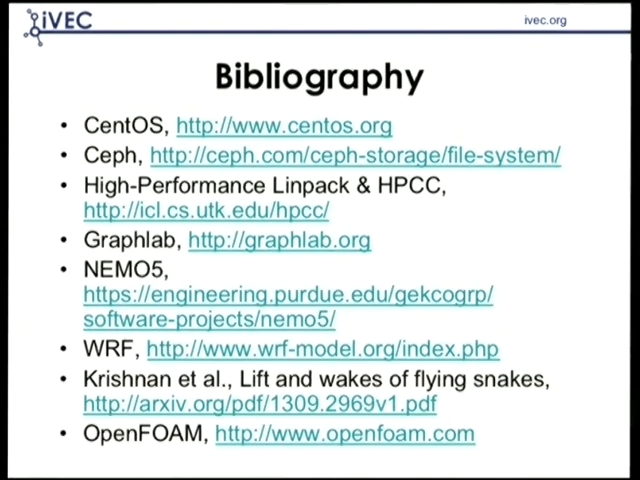 iVEC
ivec.org
Bibliography
• CentOS, http://www.centos.org
• Ceph, http://ceph.com/ceph-storage/file-system/
• High-Performance Linpack & HPCC,
http://icl.cs.utk.edu/hpcc/
• Graphlab, http://graphlab.org
• NEMO5,
https://engineering.purdue.edu/gekcogrp/
software-projects/nemo5/
• WRF, http://www.wrf-model.org/index.php
• Krishnan et al., Lift and wakes of flying snakes,
http://arxiv.org/pdf/1309.2969v1.pdf
• OpenFOAM, http://www.openfoam.com